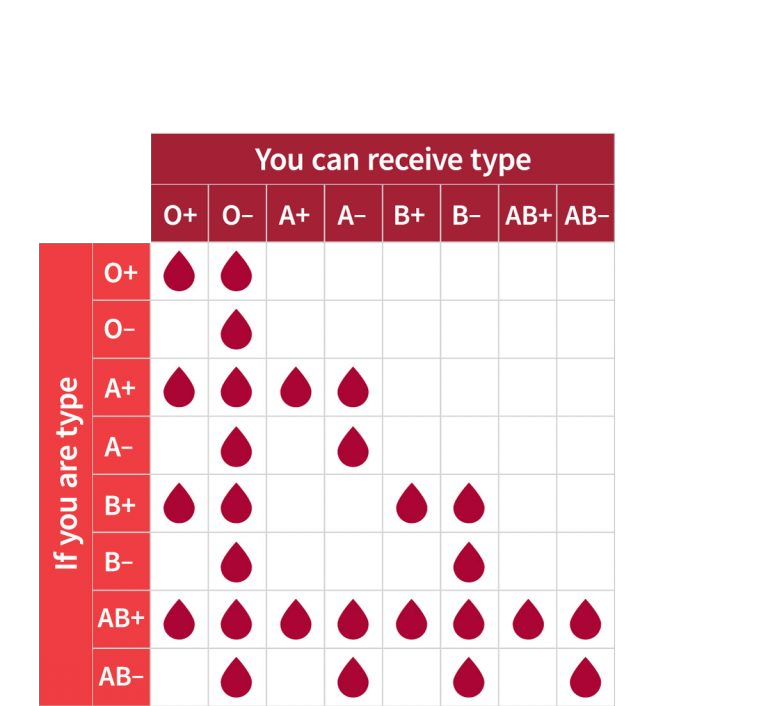 You can receive type
O+ O– A+ A– B+ B– AB+ AB–
If you are type
O+
O–
A+
A–
B+
B–
AB+
AB–